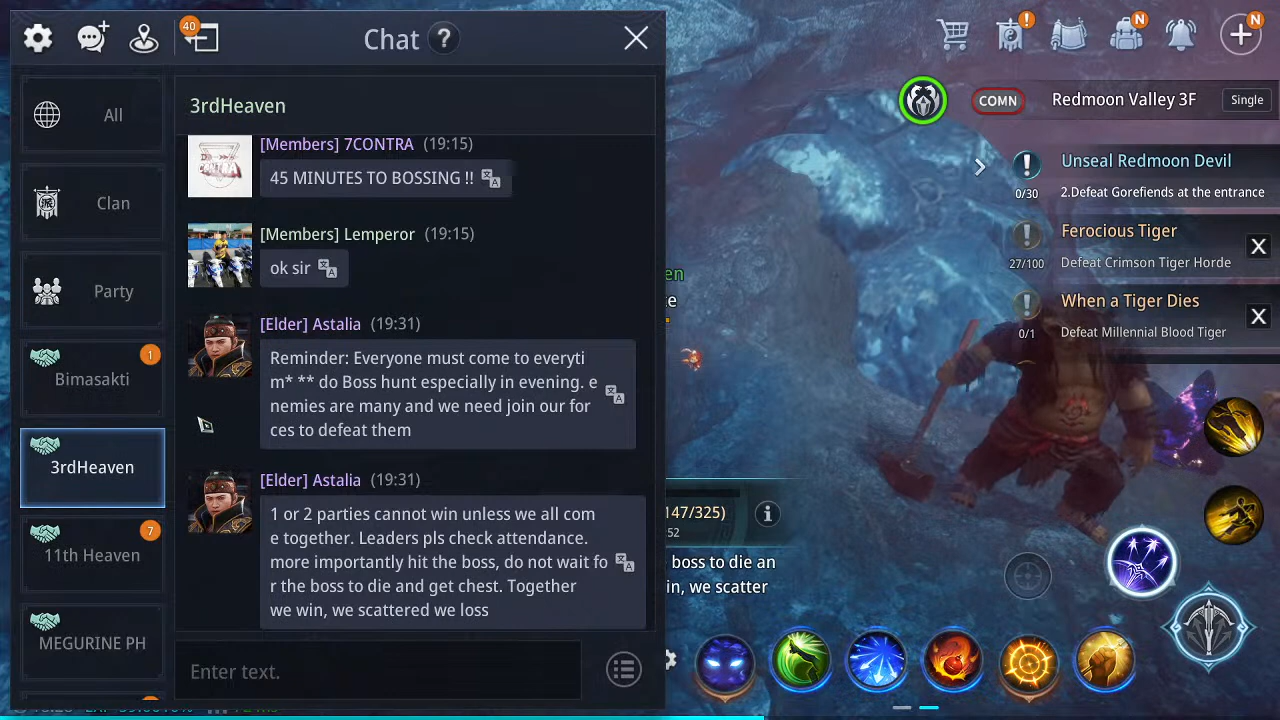 40
Chat ?
All
Clan
Party
Bimasakti
1
3rdHeaven
11th Heaven
7
MEGURINE PH
3rdHeaven
[Members] 7CONTRA (19:15)
45 MINUTES TO BOSSING !!
[Members] Lemperor (19:15)
ok sir
[Elder] Astalia (19:31)
Reminder: Everyone must come to everyti
m* ** do Boss hunt especially in evening. e
nemies are many and we need join our for
ces to defeat them
[Elder] Astalia (19:31)
1 or 2 parties cannot win unless we all com
e together. Leaders pls check attendance.
more importantly hit the boss, do not wait fo
r the boss to die and get chest. Together
we win, we scattered we loss
Enter text.
N
N
COMN
Redmoon Valley 3F
Single
Unseal Redmoon Devil
0/30
2.Defeat Gorefiends at the entrance
Ferocious Tiger
27/100
Defeat Crimson Tiger Horde
X
When a Tiger Dies
0/1
Defeat Millennial Blood Tiger
X
en
e
147/325)
52
boss to die an
in, we scatter